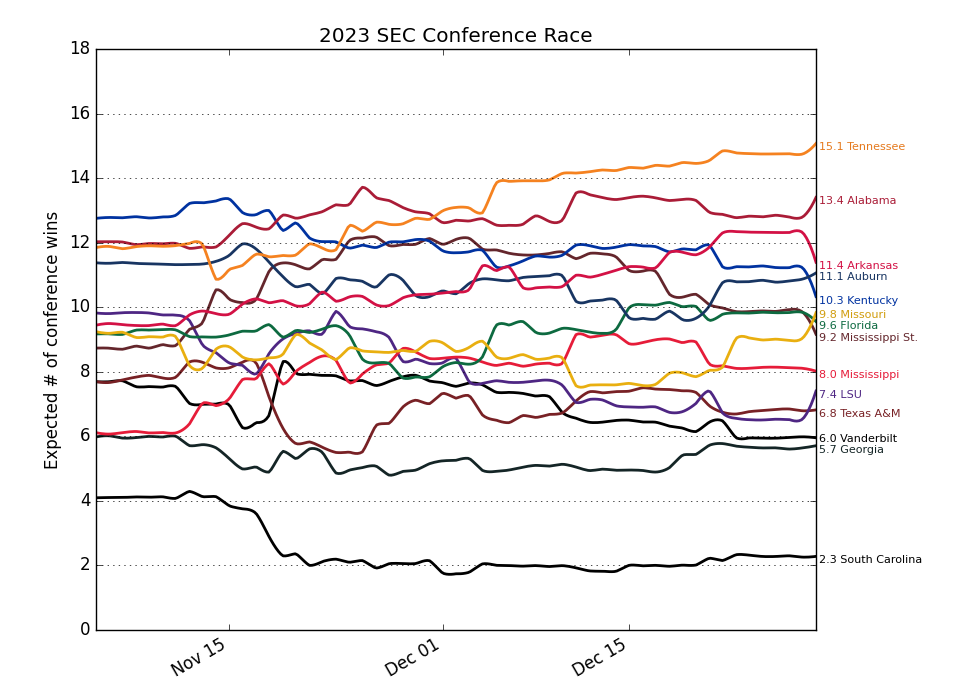 2023 SEC Conference Race
Expected # of conference wins
18
16
14
12
10
8
6
4
2
0
Nov 15
Dec 01
Dec 15
15.1 Tennessee
13.4 Alabama
11.4 Arkansas
11.1 Auburn
10.3 Kentucky
9.8 Missouri
9.6 Florida
9.2 Mississippi St.
8.0 Mississippi
7.4 LSU
6.8 Texas A&M
6.0 Vanderbilt
5.7 Georgia
2.3 South Carolina